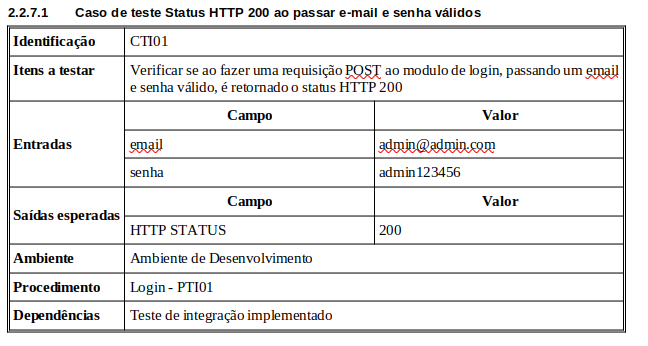 2.2.7.1 Caso de teste Status HTTP 200 ao passar e-mail e senha válidos
Identificação CTI01
Itens a testar Verificar se ao fazer uma requisição POST ao modulo de login, passando um email
e senha válido, é retornado o status HTTP 200
Entradas
Campo Valor
email admin@admin.com
senha admin123456
Saídas esperadas
Campo Valor
HTTP STATUS 200
Ambiente Ambiente de Desenvolvimento
Procedimento Login - PTI01
Dependências Teste de integração implementado